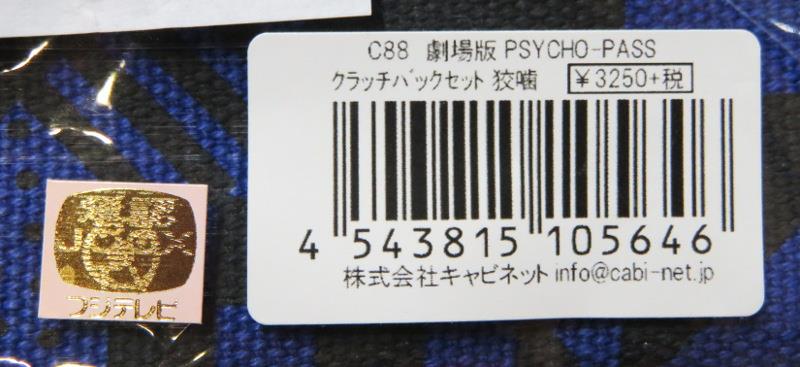 C88 劇場版 PSYCHO-PASS
クラッチバックセット 狡噛 ¥3250+税
4 543815 105646
株式会社キャビネット info@cabi-net.jp
フジテレビ